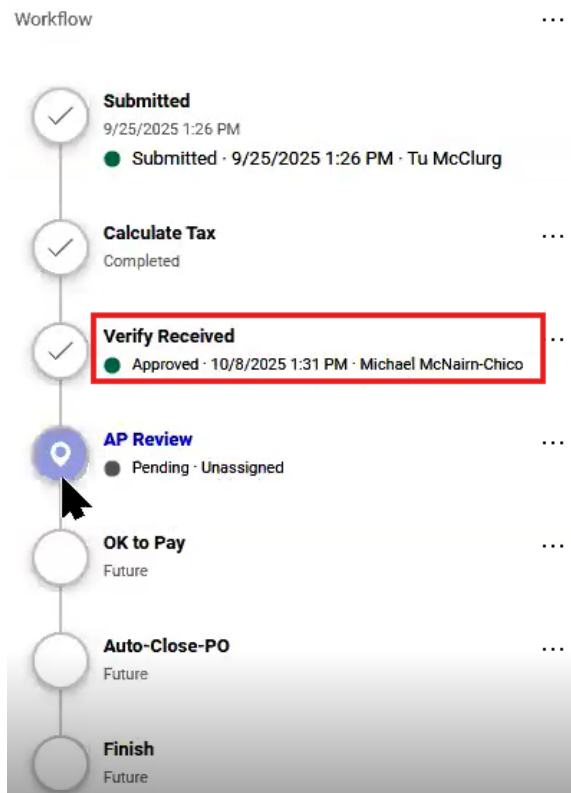 Workflow
Submitted
9/25/2025 1:26 PM
Submitted · 9/25/2025 1:26 PM · Tu McClurg
Calculate Tax
Completed
Verify Received
Approved · 10/8/2025 1:31 PM · Michael McNairn-Chico
AP Review
Pending · Unassigned
OK to Pay
Future
Auto-Close-PO
Future
Finish
Future